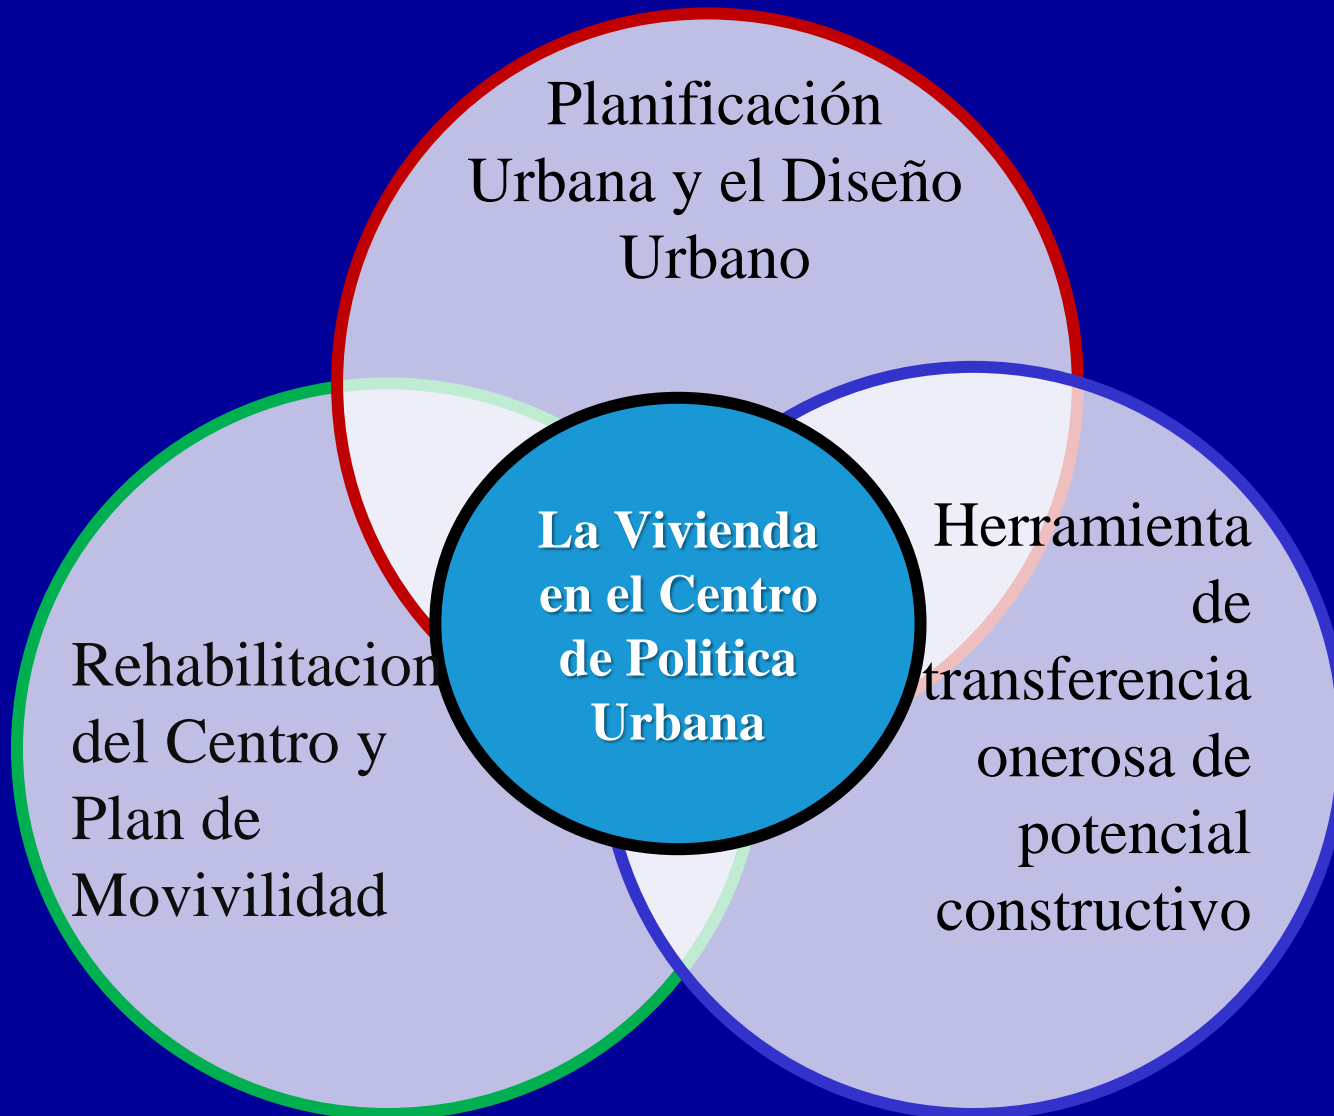 Planificación
Urbana y el Diseño
Urbano
La Vivienda
en el Centro
de Politica
Urbana
Rehabilitacion
del Centro y
Plan de
Movivilidad
Herramienta
de
transferencia
onerosa de
potencial
constructivo